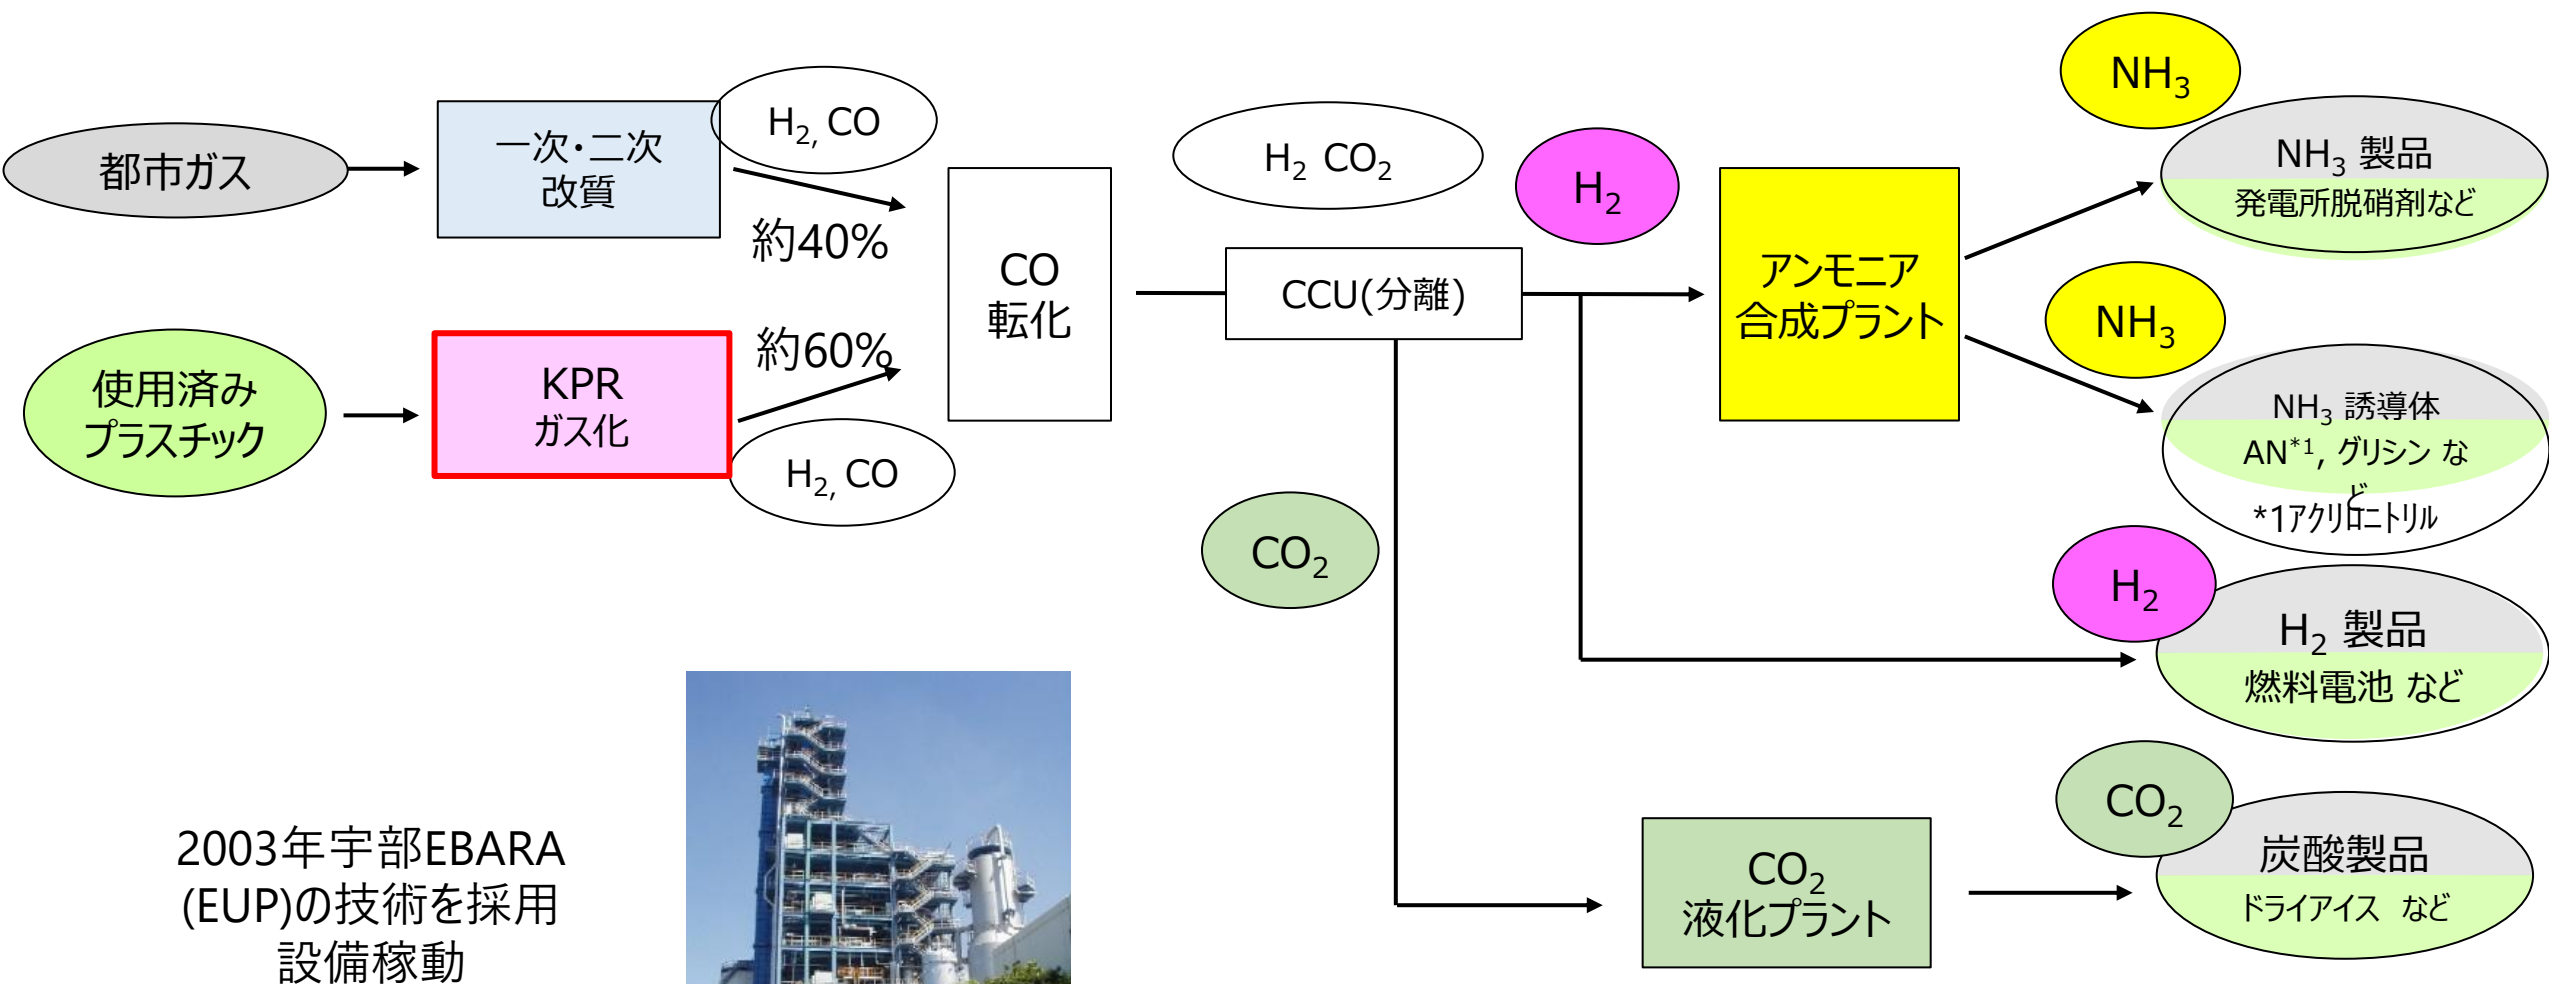 都市ガス
一次・二次
改質
H2, CO
約40%
使用済み
プラスチック
KPR
ガス化
約60%
H2, CO
CO
転化
H2 CO2
CCU(分離)
H2
アンモニア
合成プラント
NH3
NH3 製品
発電所脱硝剤など
NH3
NH3 誘導体
AN*1, グリシン な
ど
*1アクリロニトリル
H2
H2 製品
燃料電池 など
CO2
CO2
液化プラント
CO2
炭酸製品
ドライアイス など
2003年宇部EBARA
(EUP)の技術を採用
設備稼動